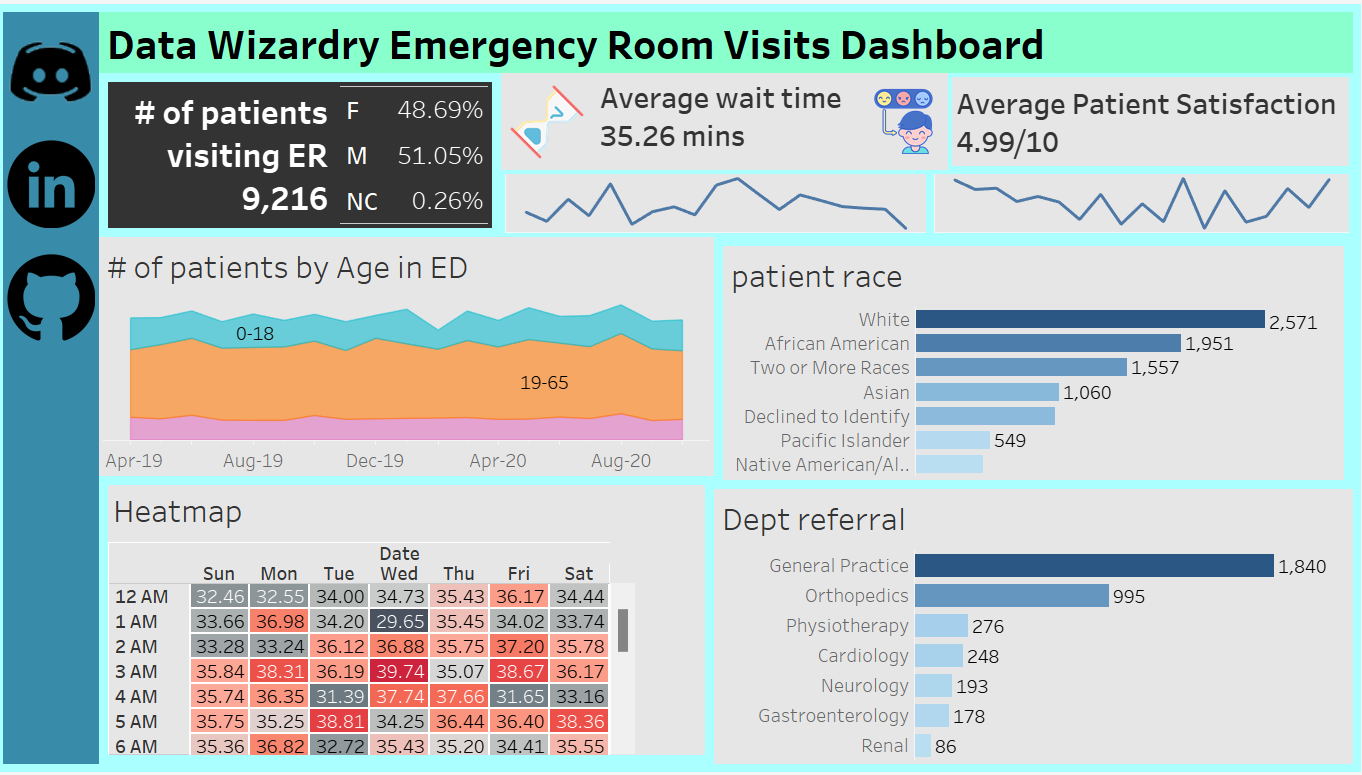 Data Wizardry Emergency Room Visits Dashboard
in
# of patients
visiting ER
9,216
F 48.69%
M 51.05%
NC 0.26%
Average wait time
35.26 mins
Average Patient Satisfaction
4.99/10
# of patients by Age in ED
0-18
19-65
Apr-19 Aug-19 Dec-19 Apr-20 Aug-20
patient race
White 2,571
African American 1,951
Two or More Races 1,557
Asian 1,060
Declined to Identify
Pacific Islander 549
Native American/Al..
Heatmap
Date
Sun Mon Tue Wed Thu Fri Sat
12 AM 32.46 32.55 34.00 34.73 35.43 36.17 34.44
1 AM 33.66 36.98 34.20 29.65 35.45 34.02 33.74
2 AM 33.28 33.24 36.12 36.88 35.75 37.20 35.78
3 AM 35.84 38.31 36.19 39.74 35.07 38.67 36.17
4 AM 35.74 36.35 31.39 37.74 37.66 31.65 33.16
5 AM 35.75 35.25 38.81 34.25 36.44 36.40 38.36
6 AM 35.36 36.82 32.72 35.43 35.20 34.41 35.55
Dept referral
General Practice 1,840
Orthopedics 995
Physiotherapy 276
Cardiology 248
Neurology 193
Gastroenterology 178
Renal 86